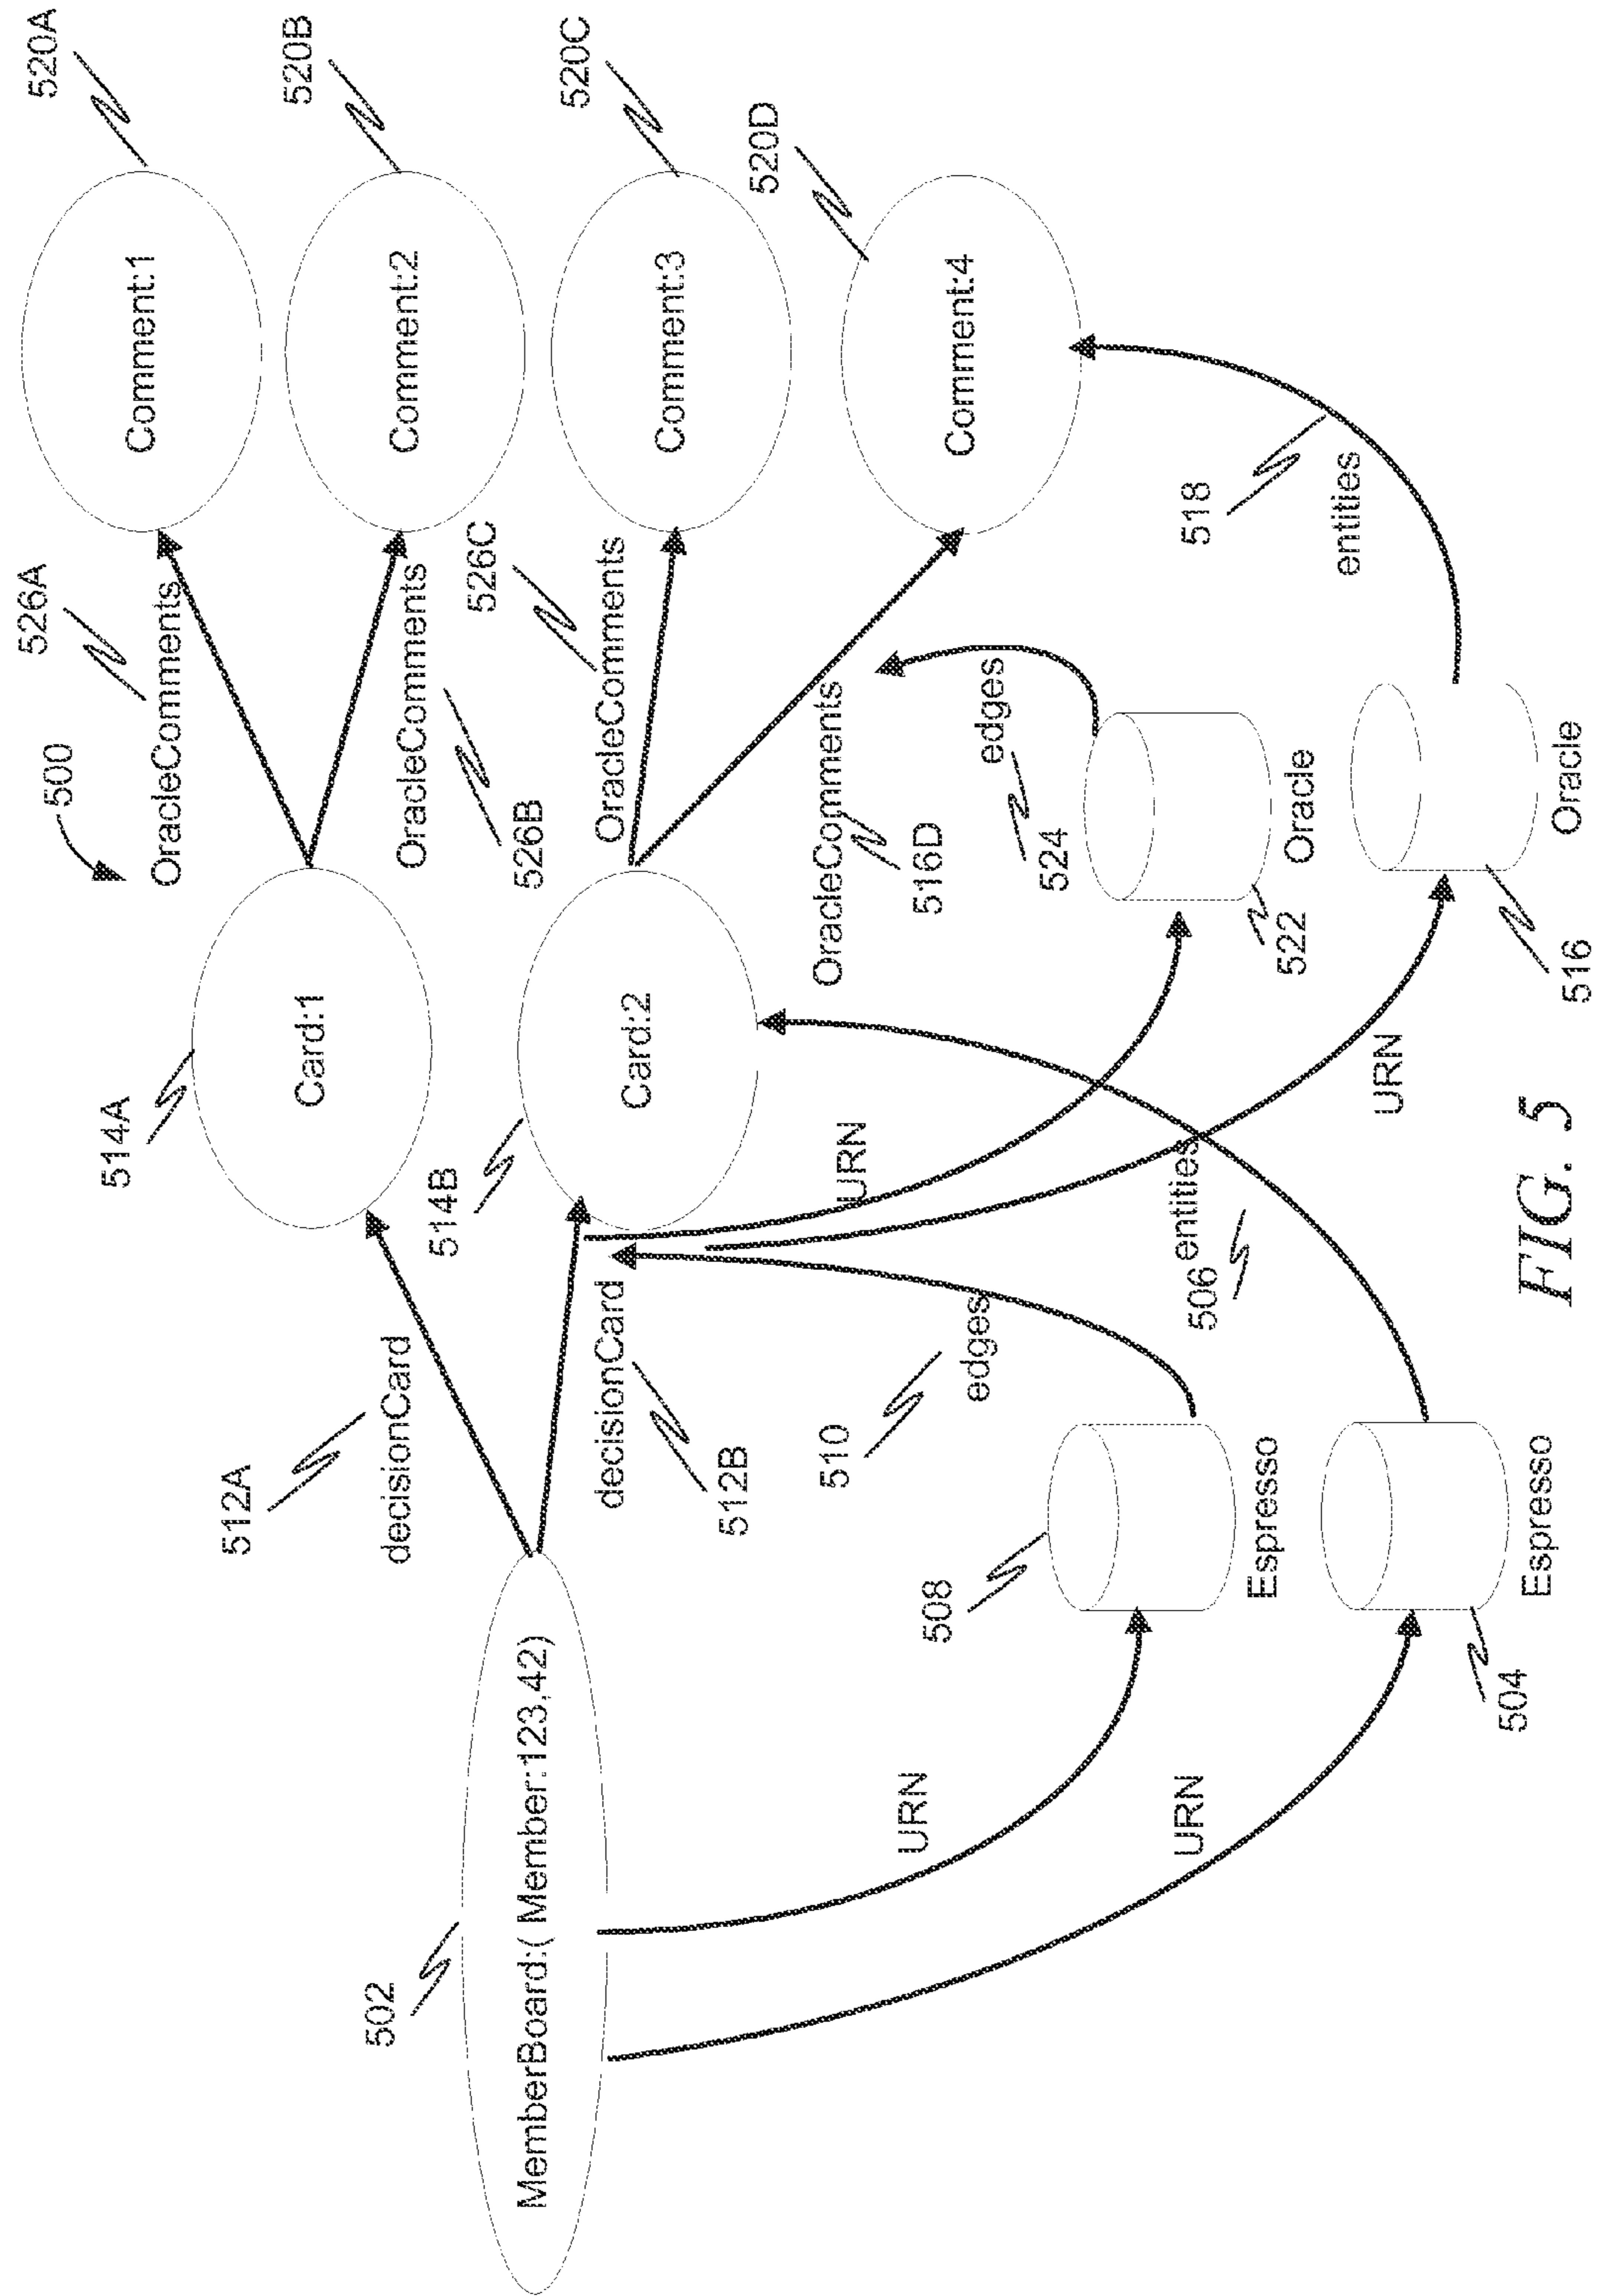 500
502
MemberBoard:( Member:123,42)
512A
decisionCard
decisionCard
512B
514A
Card:1
514B
Card:2
526A
OracleComments
OracleComments
526B
526C
OracleComments
OracleComments
516D
520A
Comment:1
520B
Comment:2
520C
Comment:3
520D
Comment:4
URN
508
Espresso
510
edges
URN
504
Espresso
506
entities
URN
522
Oracle
524
edges
URN
516
Oracle
518
entities
FIG. 5